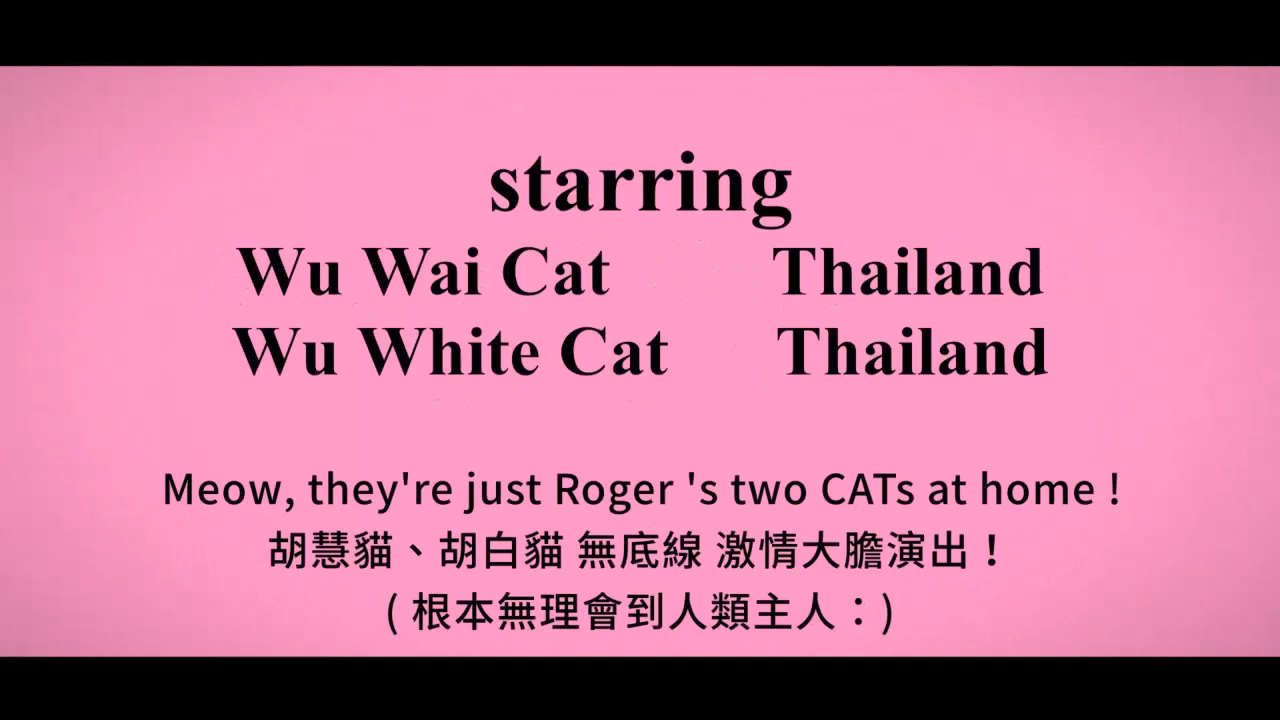 starring
Wu Wai Cat Thailand
Wu White Cat Thailand
Meow, they're just Roger 's two CATs at home !
胡慧貓、胡白貓 無底線 激情大膽演出！
( 根本無理會到人類主人：)